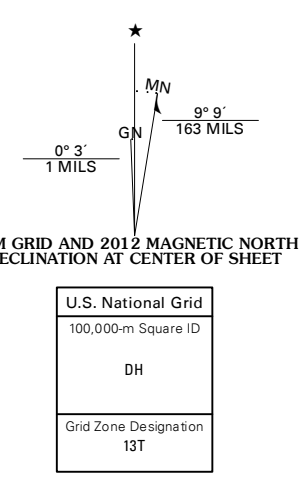 ★
MN
9° 9´
163 MILS
GN
0° 3´
1 MILS
GRID AND 2012 MAGNETIC NORTH
AT CENTER OF SHEET
U.S. National Grid
100,000-m Square ID
DH
Grid Zone Designation
13T